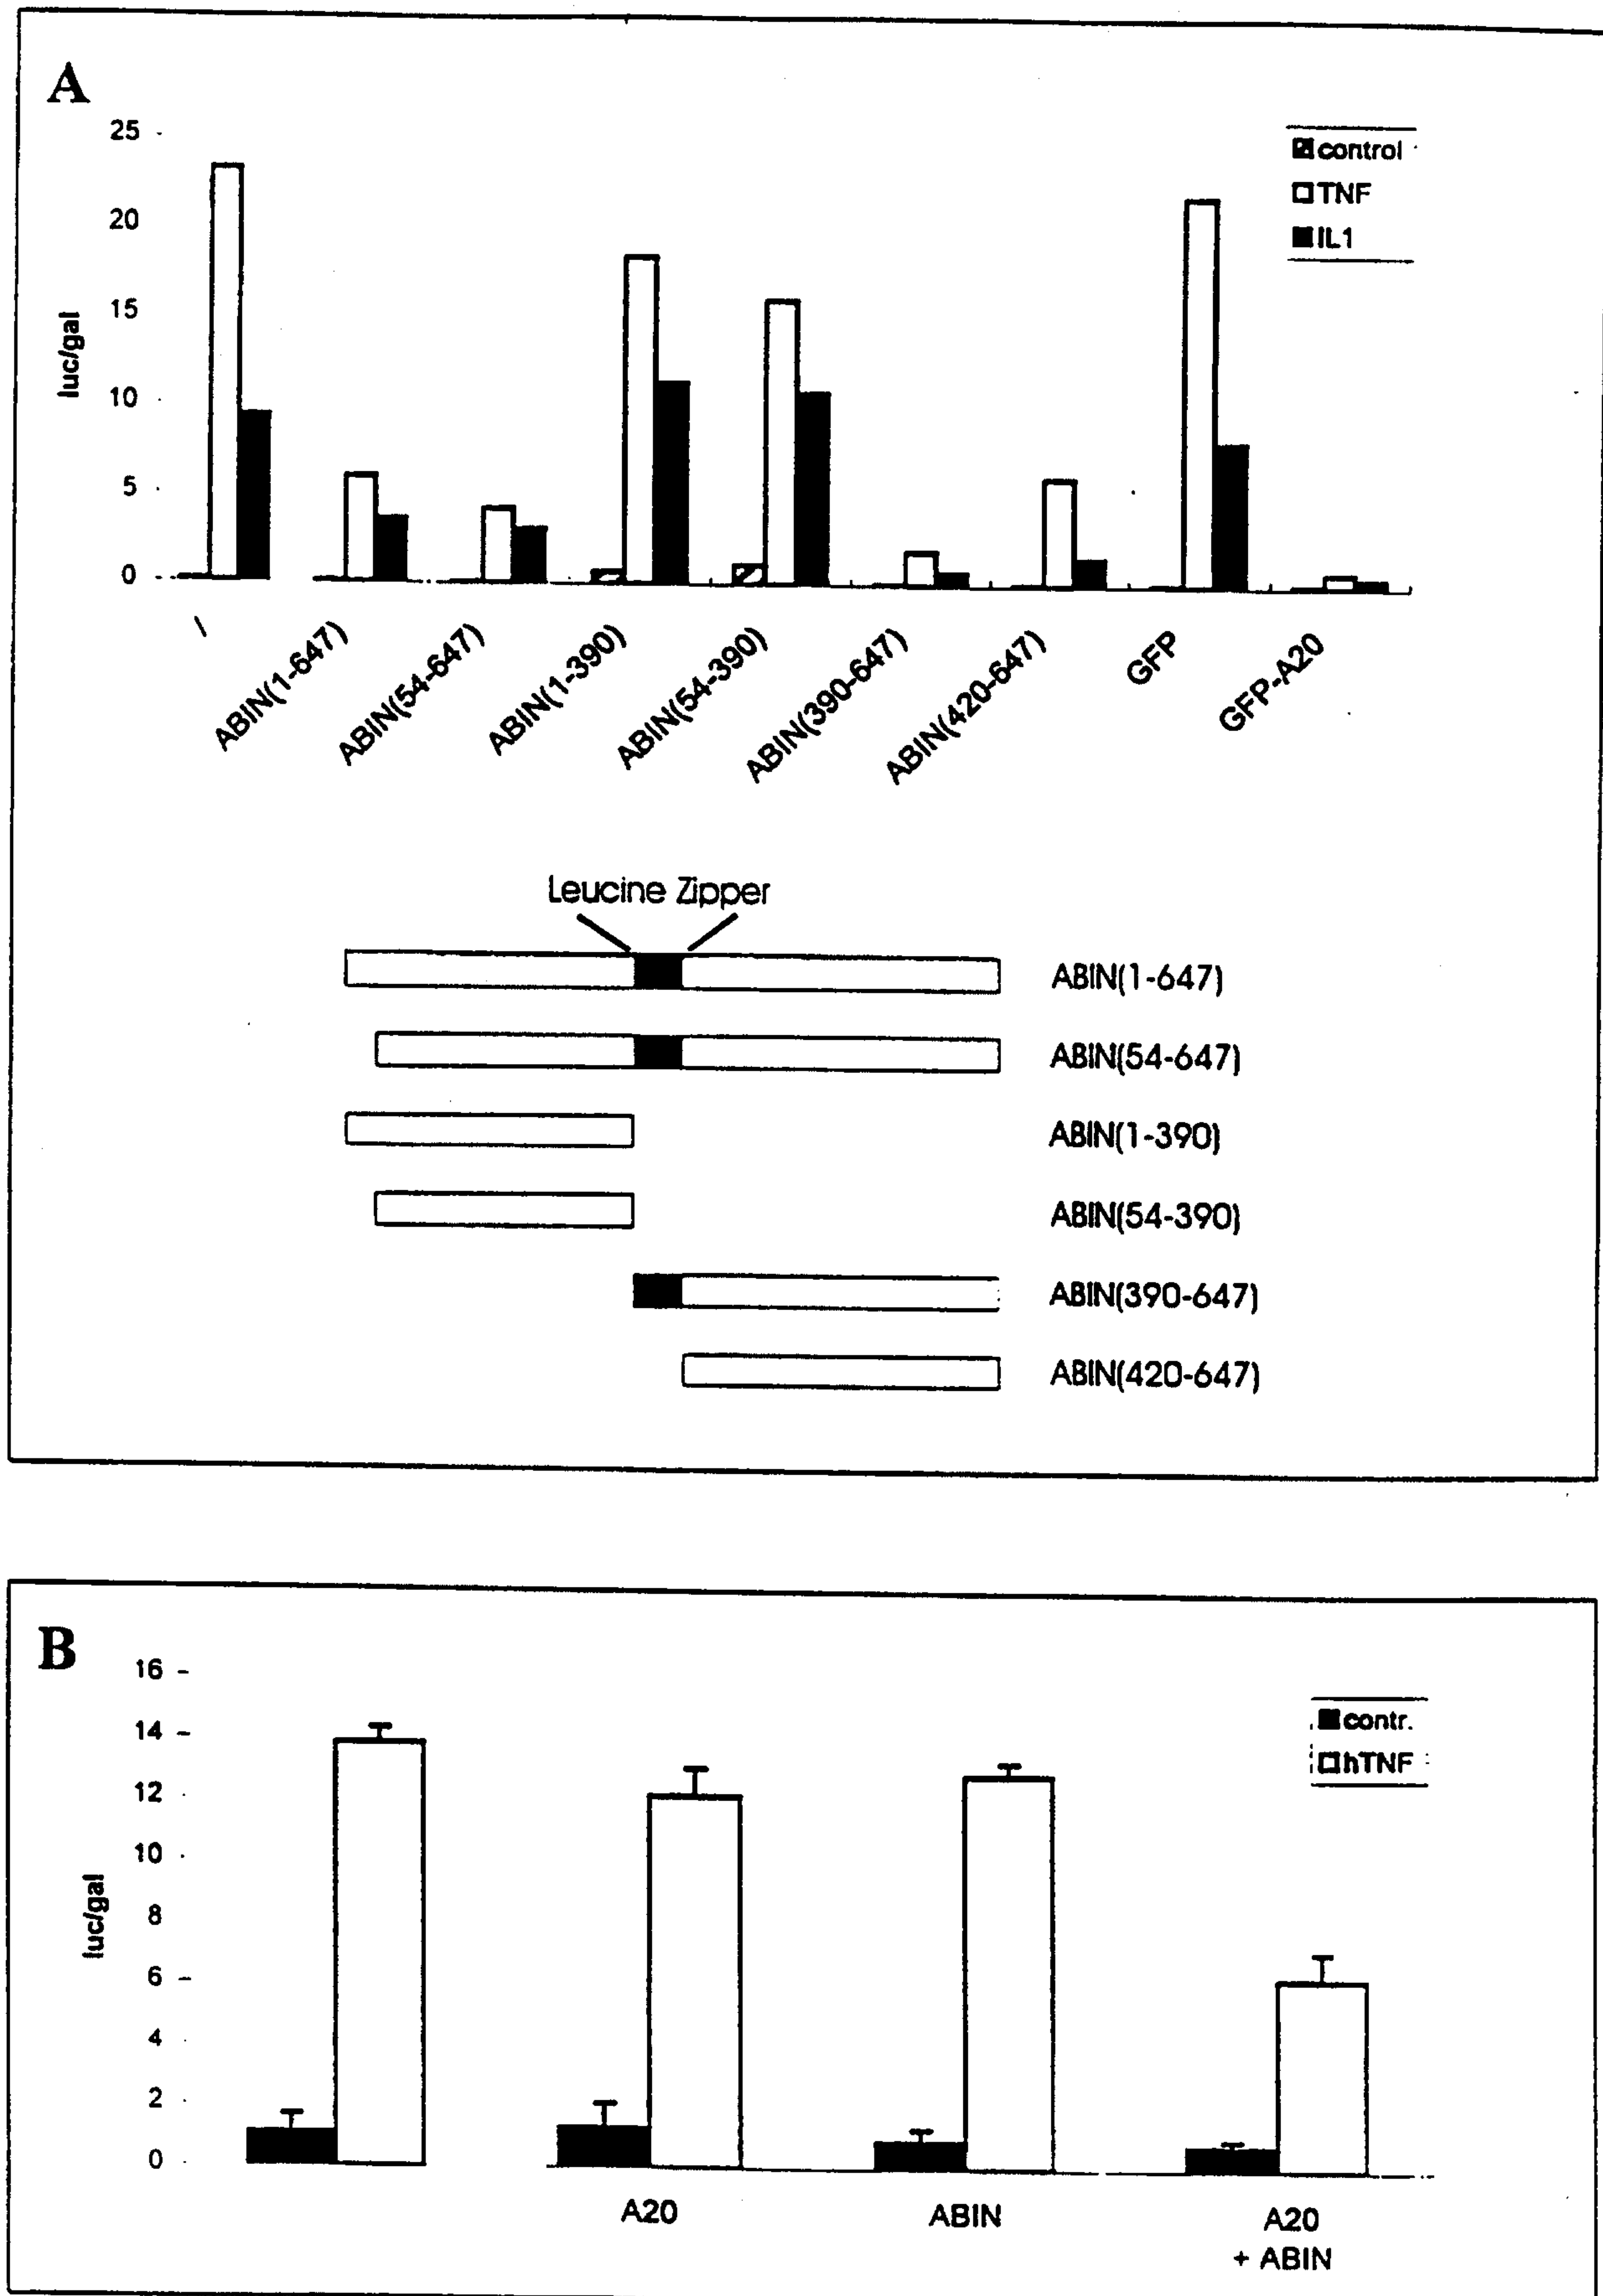 A
25
20
15
10
5
0
luc/gal
control
TNF
IL1
/
ABIN(1-647)
ABIN(54-647)
ABIN(1-390)
ABIN(54-390)
ABIN(390-647)
ABIN(420-647)
GFP
GFP-A20
Leucine Zipper
ABIN(1-647)
ABIN(54-647)
ABIN(1-390)
ABIN(54-390)
ABIN(390-647)
ABIN(420-647)
B
16
14
12
10
8
6
4
2
0
luc/gal
contr.
hTNF
A20
ABIN
A20
+ ABIN